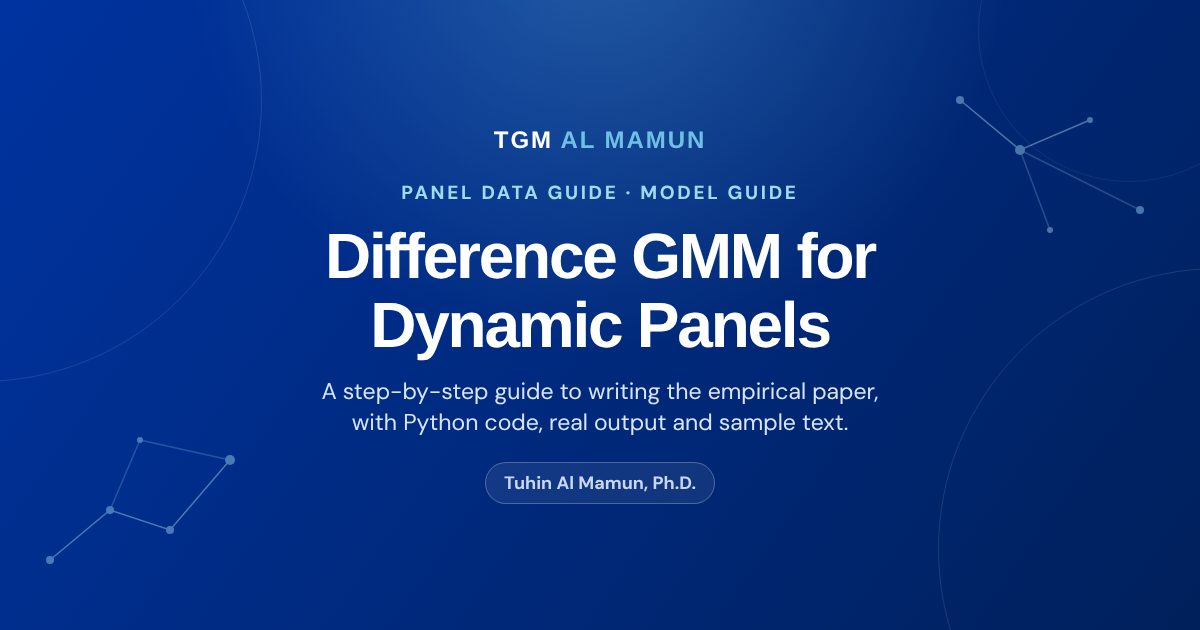 TGM AL MAMUN
PANEL DATA GUIDE · MODEL GUIDE
Difference GMM for
Dynamic Panels
A step-by-step guide to writing the empirical paper,
with Python code, real output and sample text.
Tuhin Al Mamun, Ph.D.